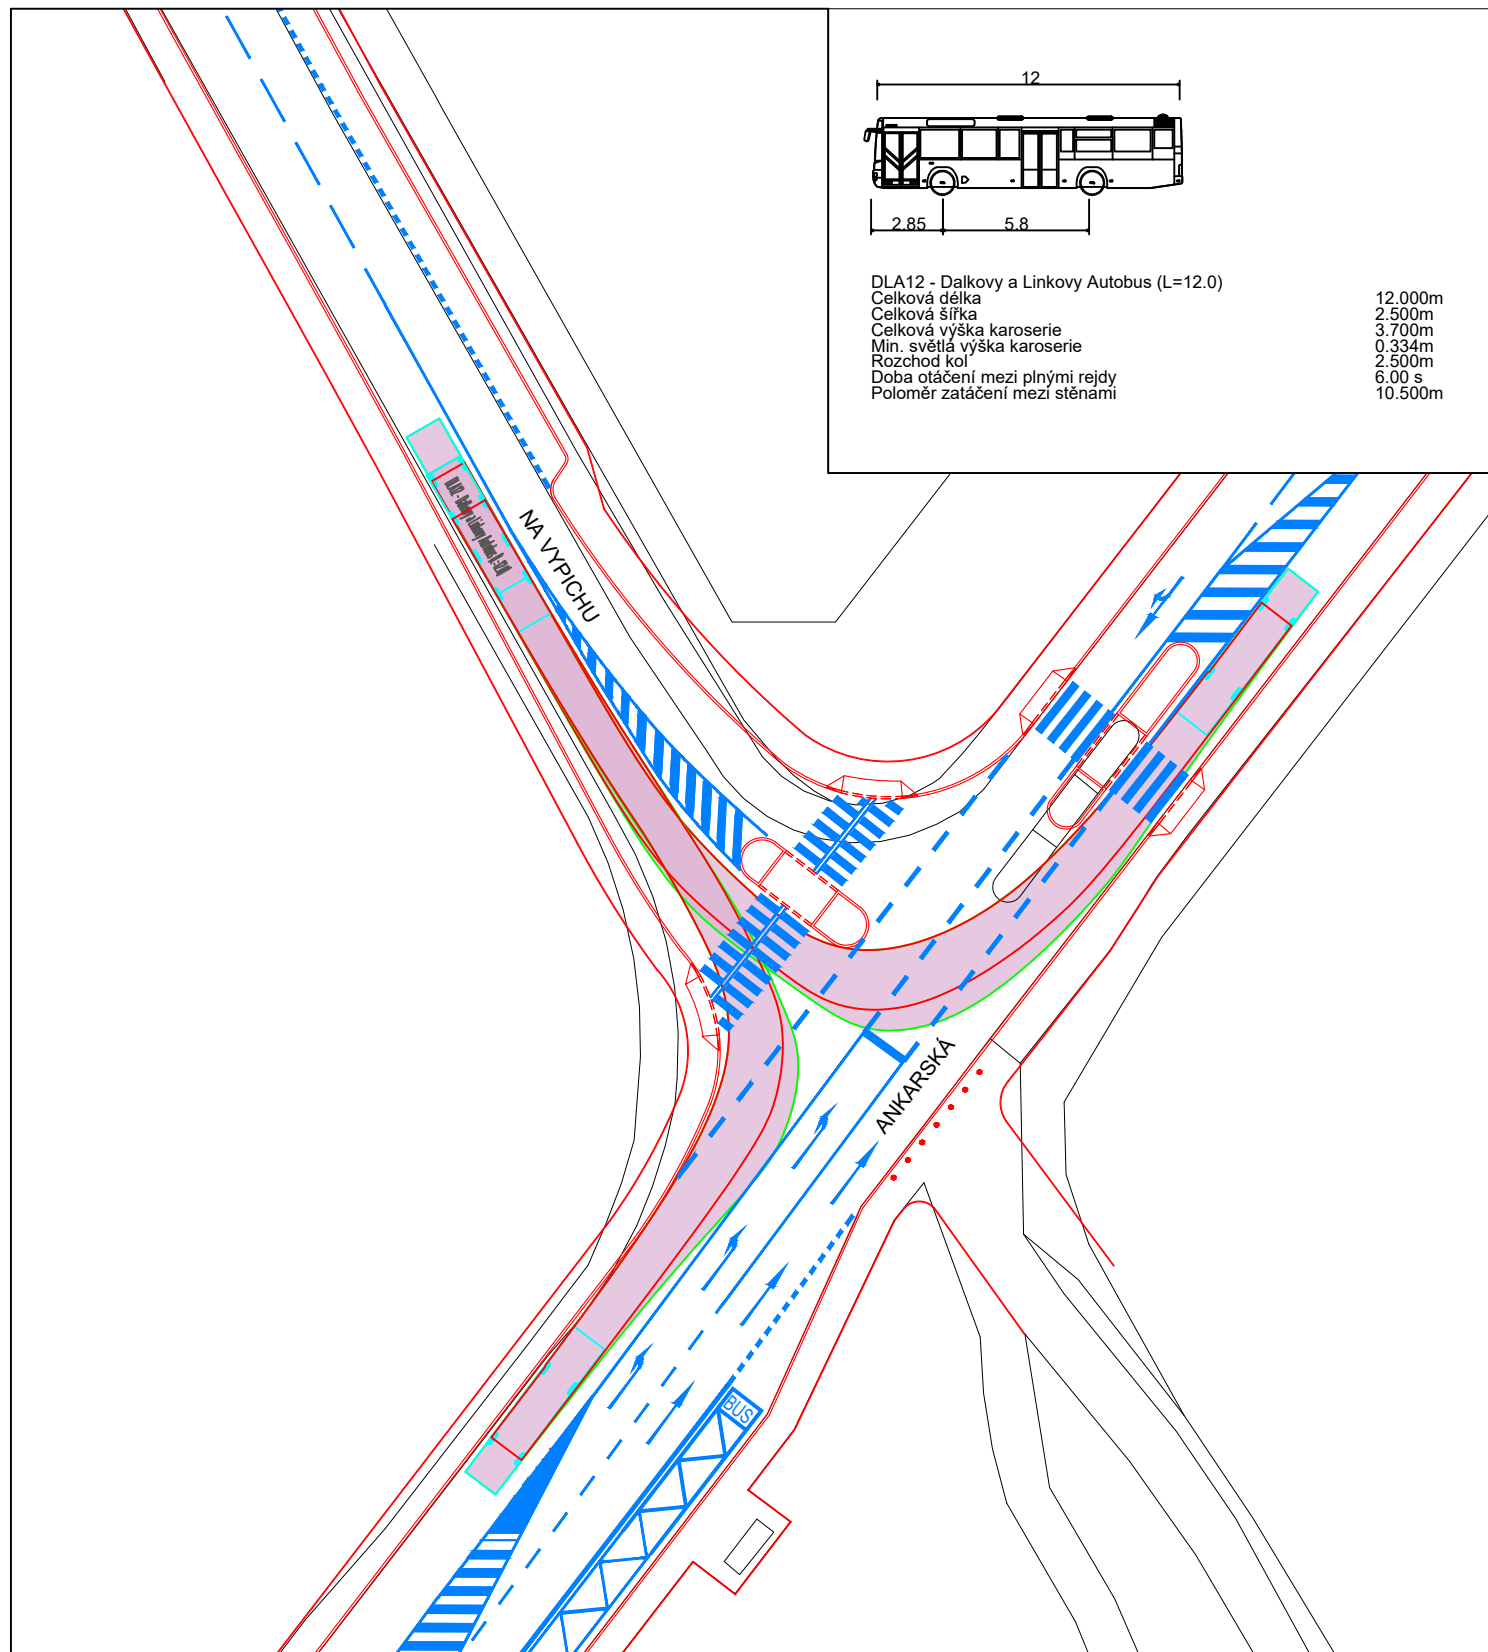 12
2.85
5.8
DLA12 - Dalkovy a Linkovy Autobus (L=12.0)
Celková délka 12.000m
Celková šířka 2.500m
Celková výška karoserie 3.700m
Min. světlá výška karoserie 0.334m
Rozchod kol 2.500m
Doba otáčení mezi plnými rejdy 6.00 s
Poloměr zatáčení mezi stěnami 10.500m
NA VYPICHU
ANKARSKÁ
BUS